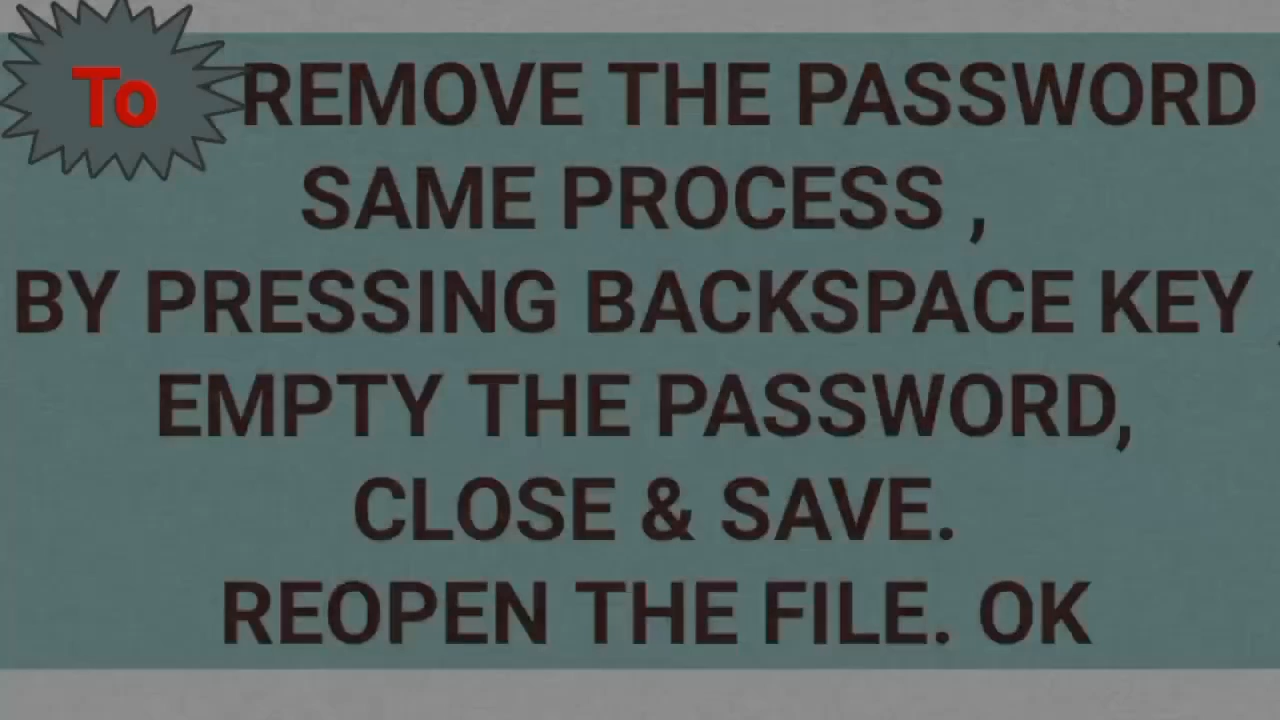 To REMOVE THE PASSWORD
SAME PROCESS ,
BY PRESSING BACKSPACE KEY
EMPTY THE PASSWORD,
CLOSE & SAVE.
REOPEN THE FILE. OK